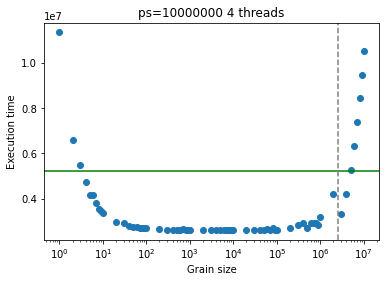 ps=10000000 4 threads
1e7
1.0
0.8
0.6
0.4
Execution time
10⁰ 10¹ 10² 10³ 10⁴ 10⁵ 10⁶ 10⁷
Grain size